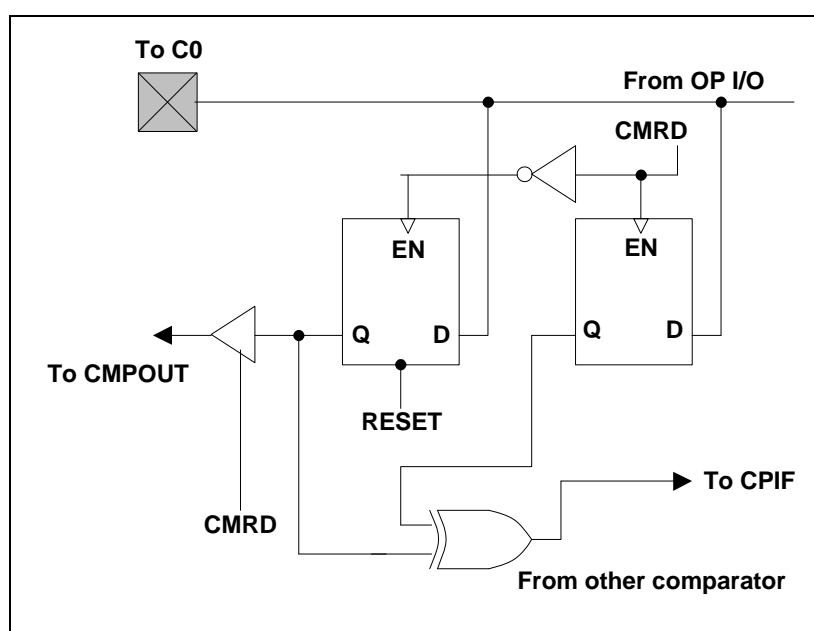 To C0
From OP I/O
CMRD
EN
EN
Q
D
Q
D
To CMPOUT
RESET
To CPIF
CMRD
From other comparator